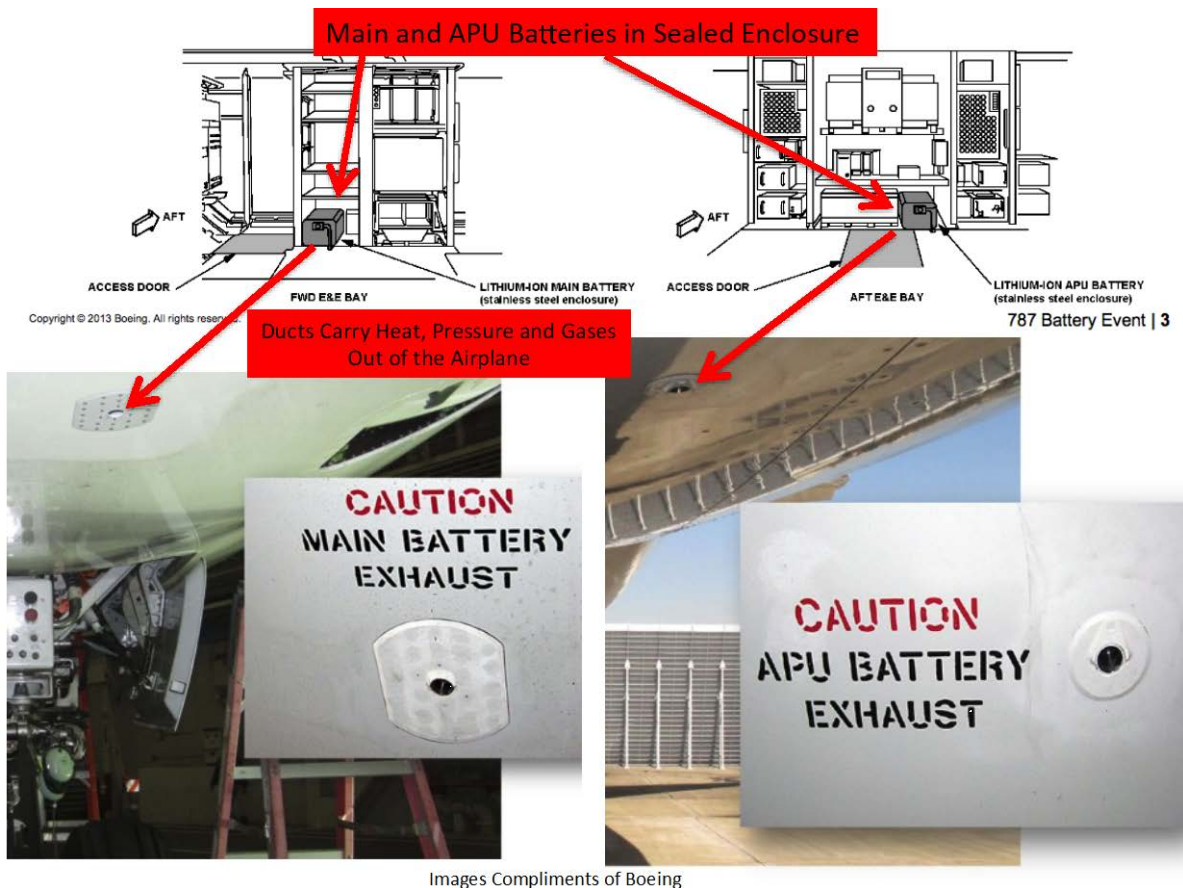 Main and APU Batteries in Sealed Enclosure
AFT
ACCESS DOOR
LITHIUM-ION MAIN BATTERY
(stainless steel enclosure)
FWD E&E BAY
Copyright © 2013 Boeing. All rights rese
AFT
ACCESS DOOR
LITHIUM-ION APU BATTERY
(stainless steel enclosure)
AFT E&E BAY
787 Battery Event | 3
Ducts Carry Heat, Pressure and Gases
Out of the Airplane
CAUTION
MAIN BATTERY
EXHAUST
CAUTION
APU BATTERY
EXHAUST
Images Compliments of Boeing